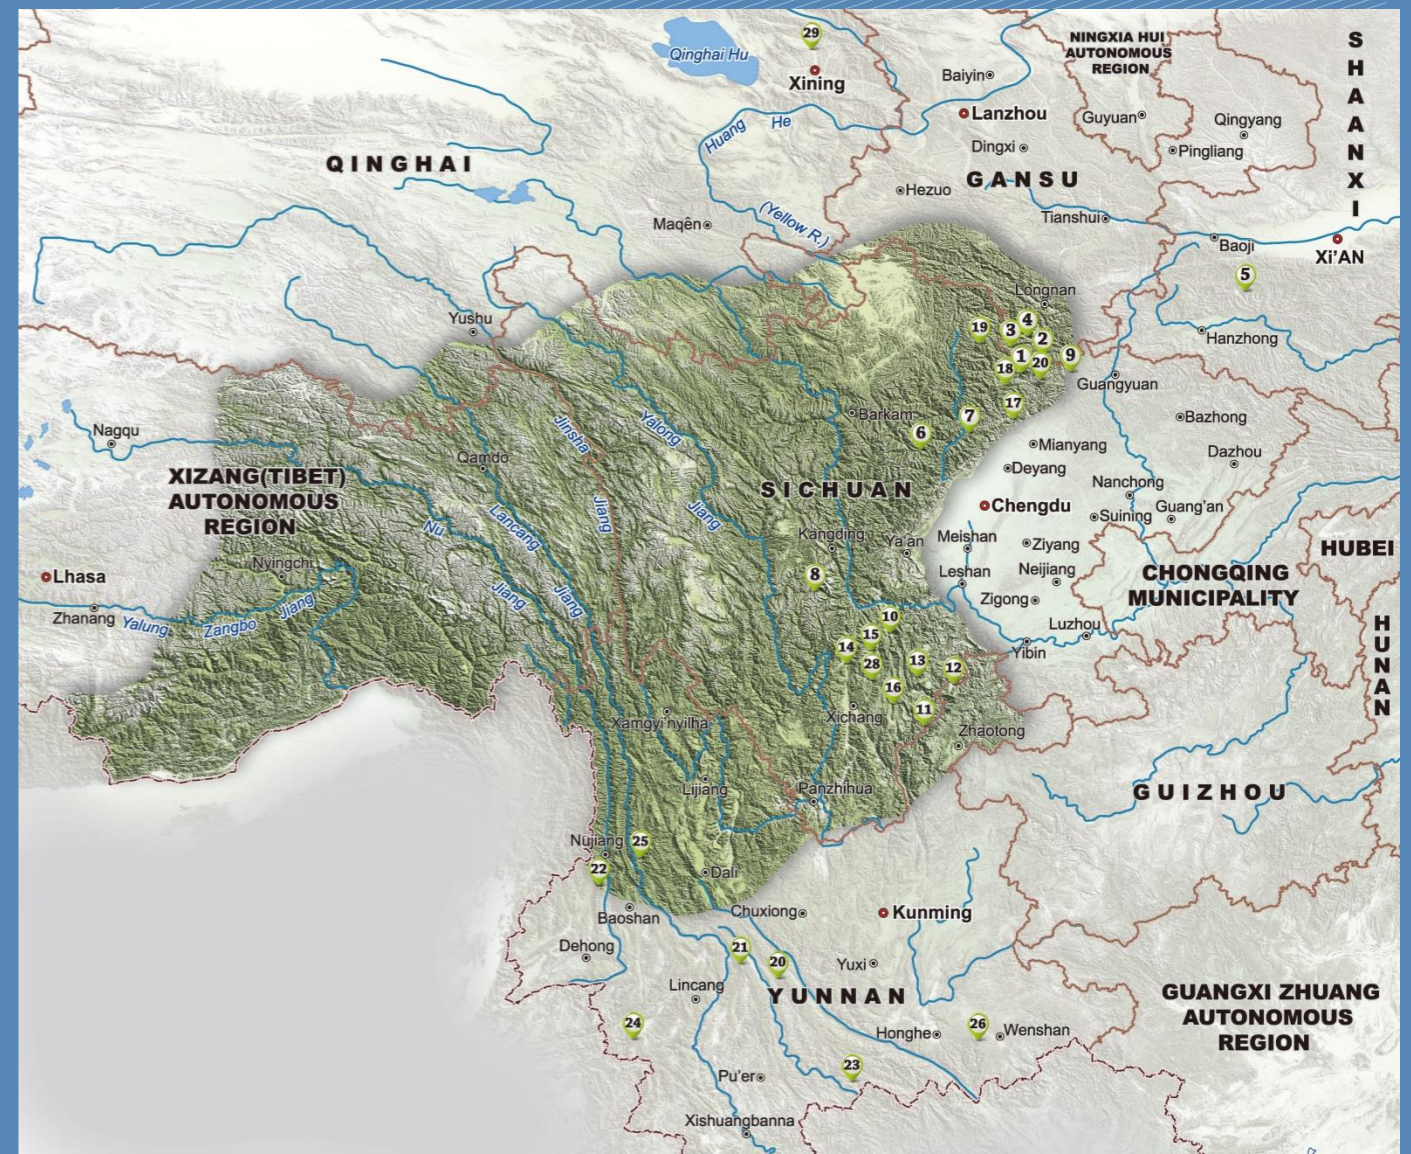 29
Qinghai Hu
Xining
NINGXIA HUI
AUTONOMOUS
REGION
S
H
A
A
N
X
I
Baiyin
Lanzhou
Guyuan
Qingyang
Huang
He
Dingxi
Pingliang
QINGHAI
GANSU
Hezuo
Maqên
(Yellow R.)
Tianshui
Baoji
Xi'AN
5
Longnan
Yushu
19
3
4
2
Hanzhong
18
1
20
9
Guangyuan
17
Barkam
6
7
Bazhong
Nagqu
Jinsha
Yalong
Mianyang
Dazhou
Qamdo
Deyang
XIZANG(TIBET)
AUTONOMOUS
REGION
SICHUAN
Nanchong
Chengdu
Guang'an
Suining
Nu
Lancang
Jiang
Jiang
Kangding
Ya'an
Meishan
Ziyang
HUBEI
Nyingchi
Lhasa
8
Leshan
Neijiang
CHONGQING
MUNICIPALITY
Jiang
Jiang
Zigong
Zhanang
Yalung
Zangbo
Jiang
10
Luzhou
H
U
N
A
N
15
14
28
13
12
Yibin
16
11
Xamgyi'nyilha
Xichang
Zhaotong
Lijiang
Panzhihua
GUIZHOU
Nujiang
25
22
Dali
Baoshan
Chuxiong
Kunming
Dehong
21
20
Yuxi
Lincang
YUNNAN
GUANGXI ZHUANG
AUTONOMOUS
REGION
24
Honghe
26
Wenshan
23
Pu'er
Xishuangbanna